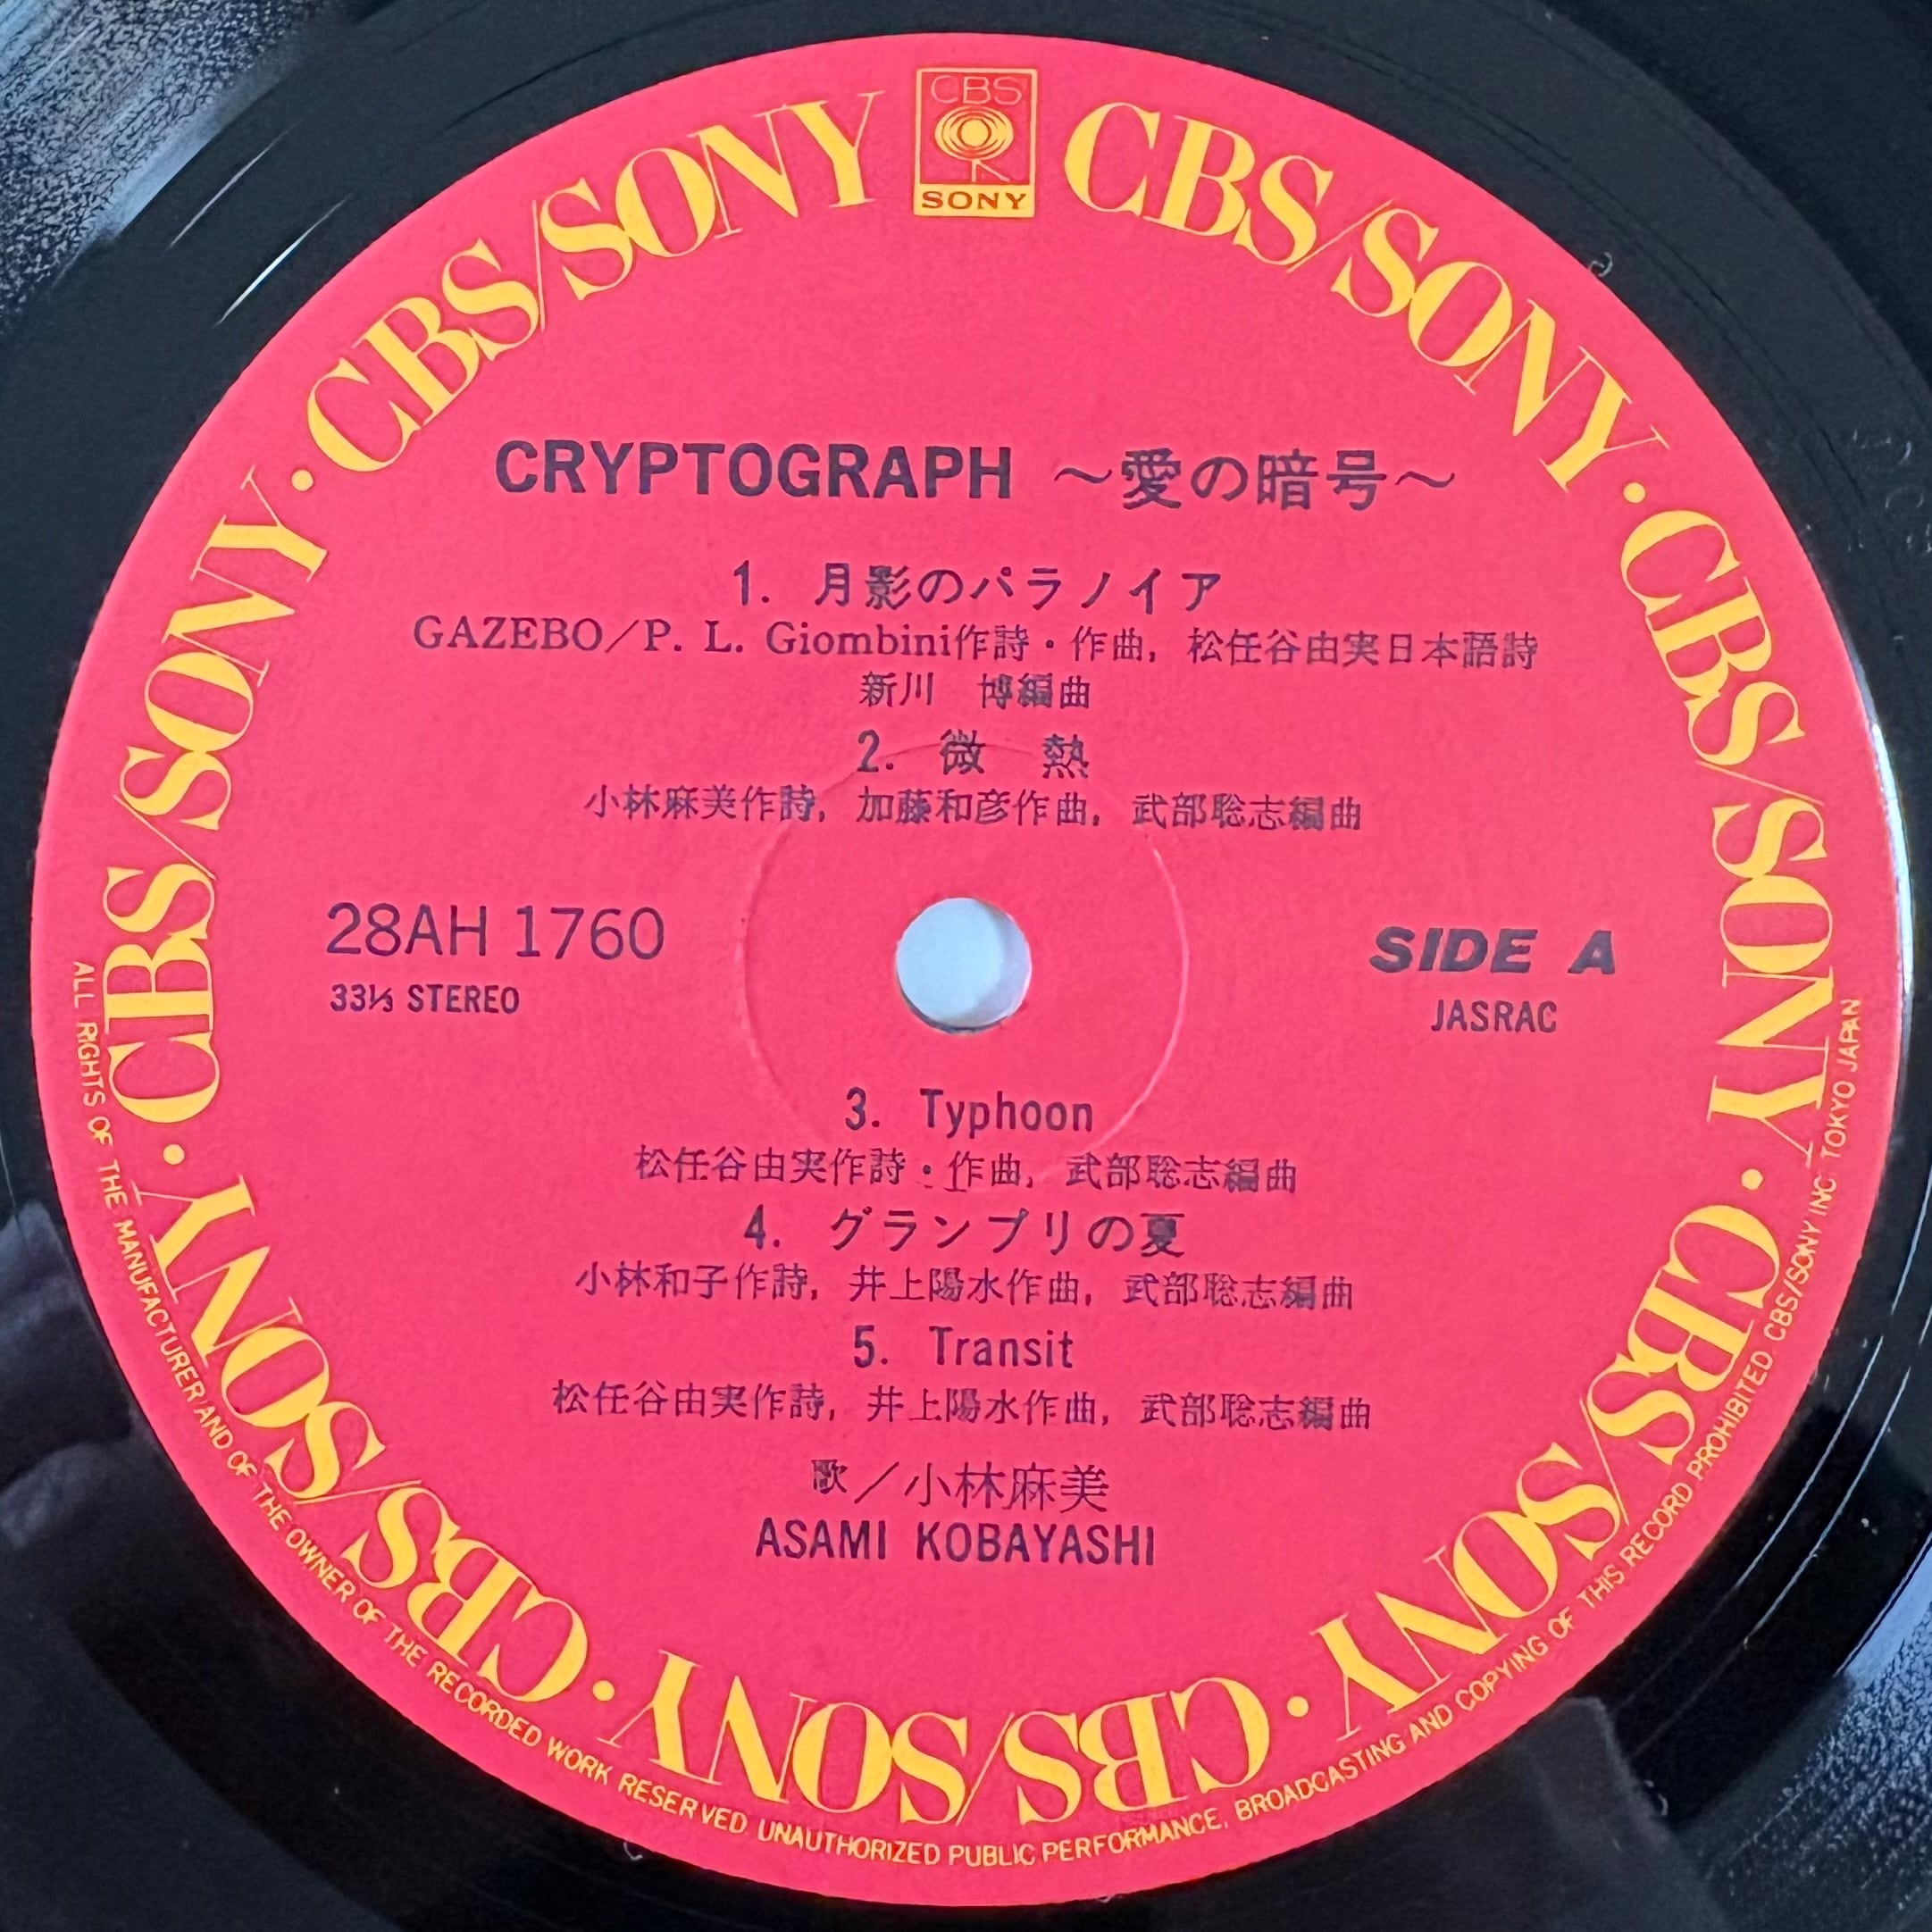 CBS
SONY
CBS/SONY · CBS/SONY · CBS/SONY · CBS/SONY · CBS/SONY · CBS/SONY · CBS/SONY
CRYPTOGRAPH ～愛の暗号～
1. 月影のパラノイア
GAZEBO／P. L. Giombini作詩・作曲, 松任谷由実日本語詩
新川　博編曲
2. 微　熱
小林麻美作詩, 加藤和彦作曲, 武部聡志編曲
28AH 1760
33⅓ STEREO
SIDE A
JASRAC
3. Typhoon
松任谷由実作詩・作曲, 武部聡志編曲
4. グランプリの夏
小林和子作詩, 井上陽水作曲, 武部聡志編曲
5. Transit
松任谷由実作詩, 井上陽水作曲, 武部聡志編曲
歌／小林麻美
ASAMI KOBAYASHI
ALL RIGHTS OF THE MANUFACTURER AND OF THE OWNER OF THE RECORDED WORK RESERVED UNAUTHORIZED PUBLIC PERFORMANCE, BROADCASTING AND COPYING OF THIS RECORD PROHIBITED CBS/SONY INC TOKYO JAPAN